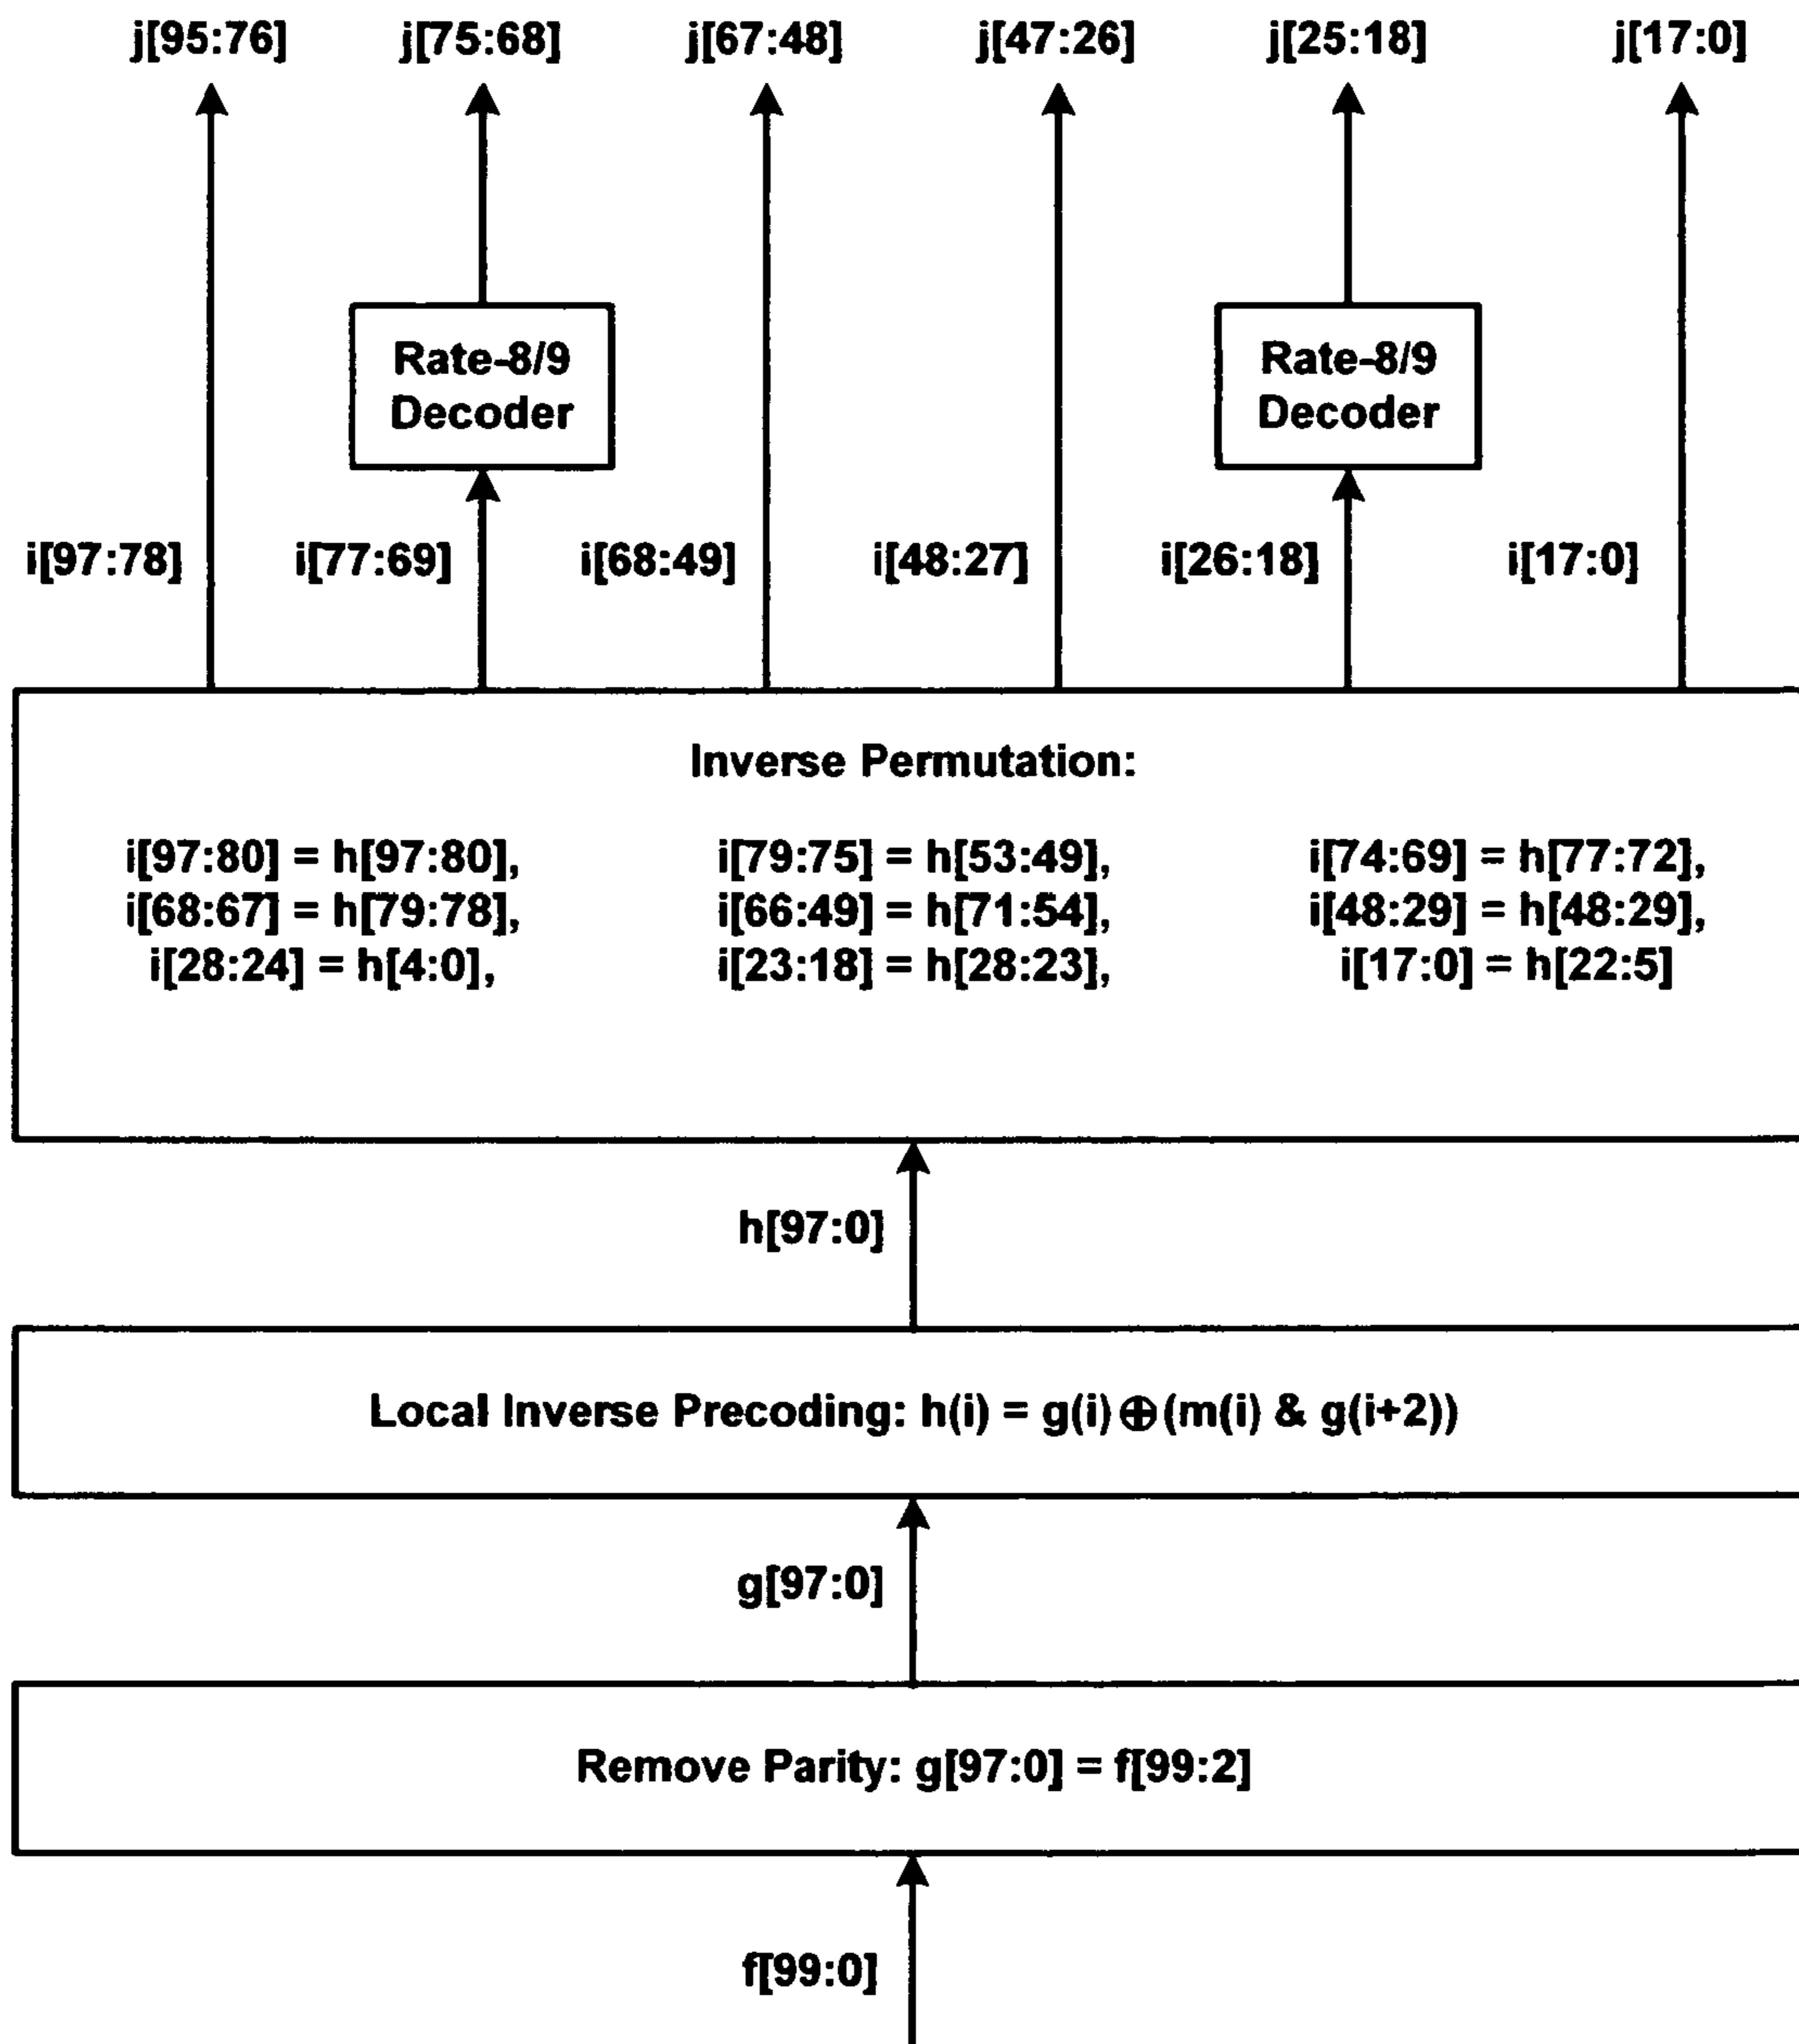 j[95:76] j[75:68] j[67:48] j[47:26] j[25:18] j[17:0]
Rate-8/9 Rate-8/9
Decoder Decoder
i[97:78] i[77:69] i[68:49] i[48:27] i[26:18] i[17:0]
Inverse Permutation:
i[97:80] = h[97:80], i[79:75] = h[53:49], i[74:69] = h[77:72],
i[68:67] = h[79:78], i[66:49] = h[71:54], i[48:29] = h[48:29],
i[28:24] = h[4:0], i[23:18] = h[28:23], i[17:0] = h[22:5]
h[97:0]
Local Inverse Precoding: h(i) = g(i)⊕(m(i) & g(i+2))
g[97:0]
Remove Parity: g[97:0] = f[99:2]
f[99:0]